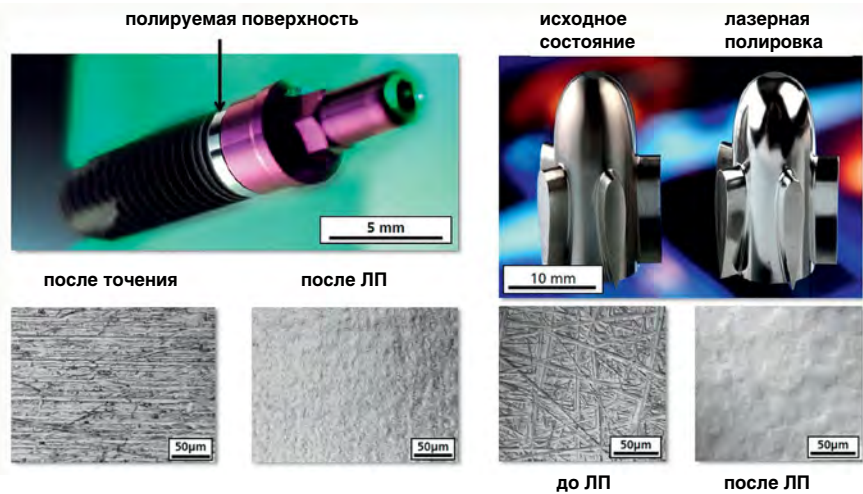 полируемая поверхность
5 mm
после точения
после ЛП
50µm
50µm
исходное
состояние
лазерная
полировка
10 mm
50µm
50µm
до ЛП
после ЛП